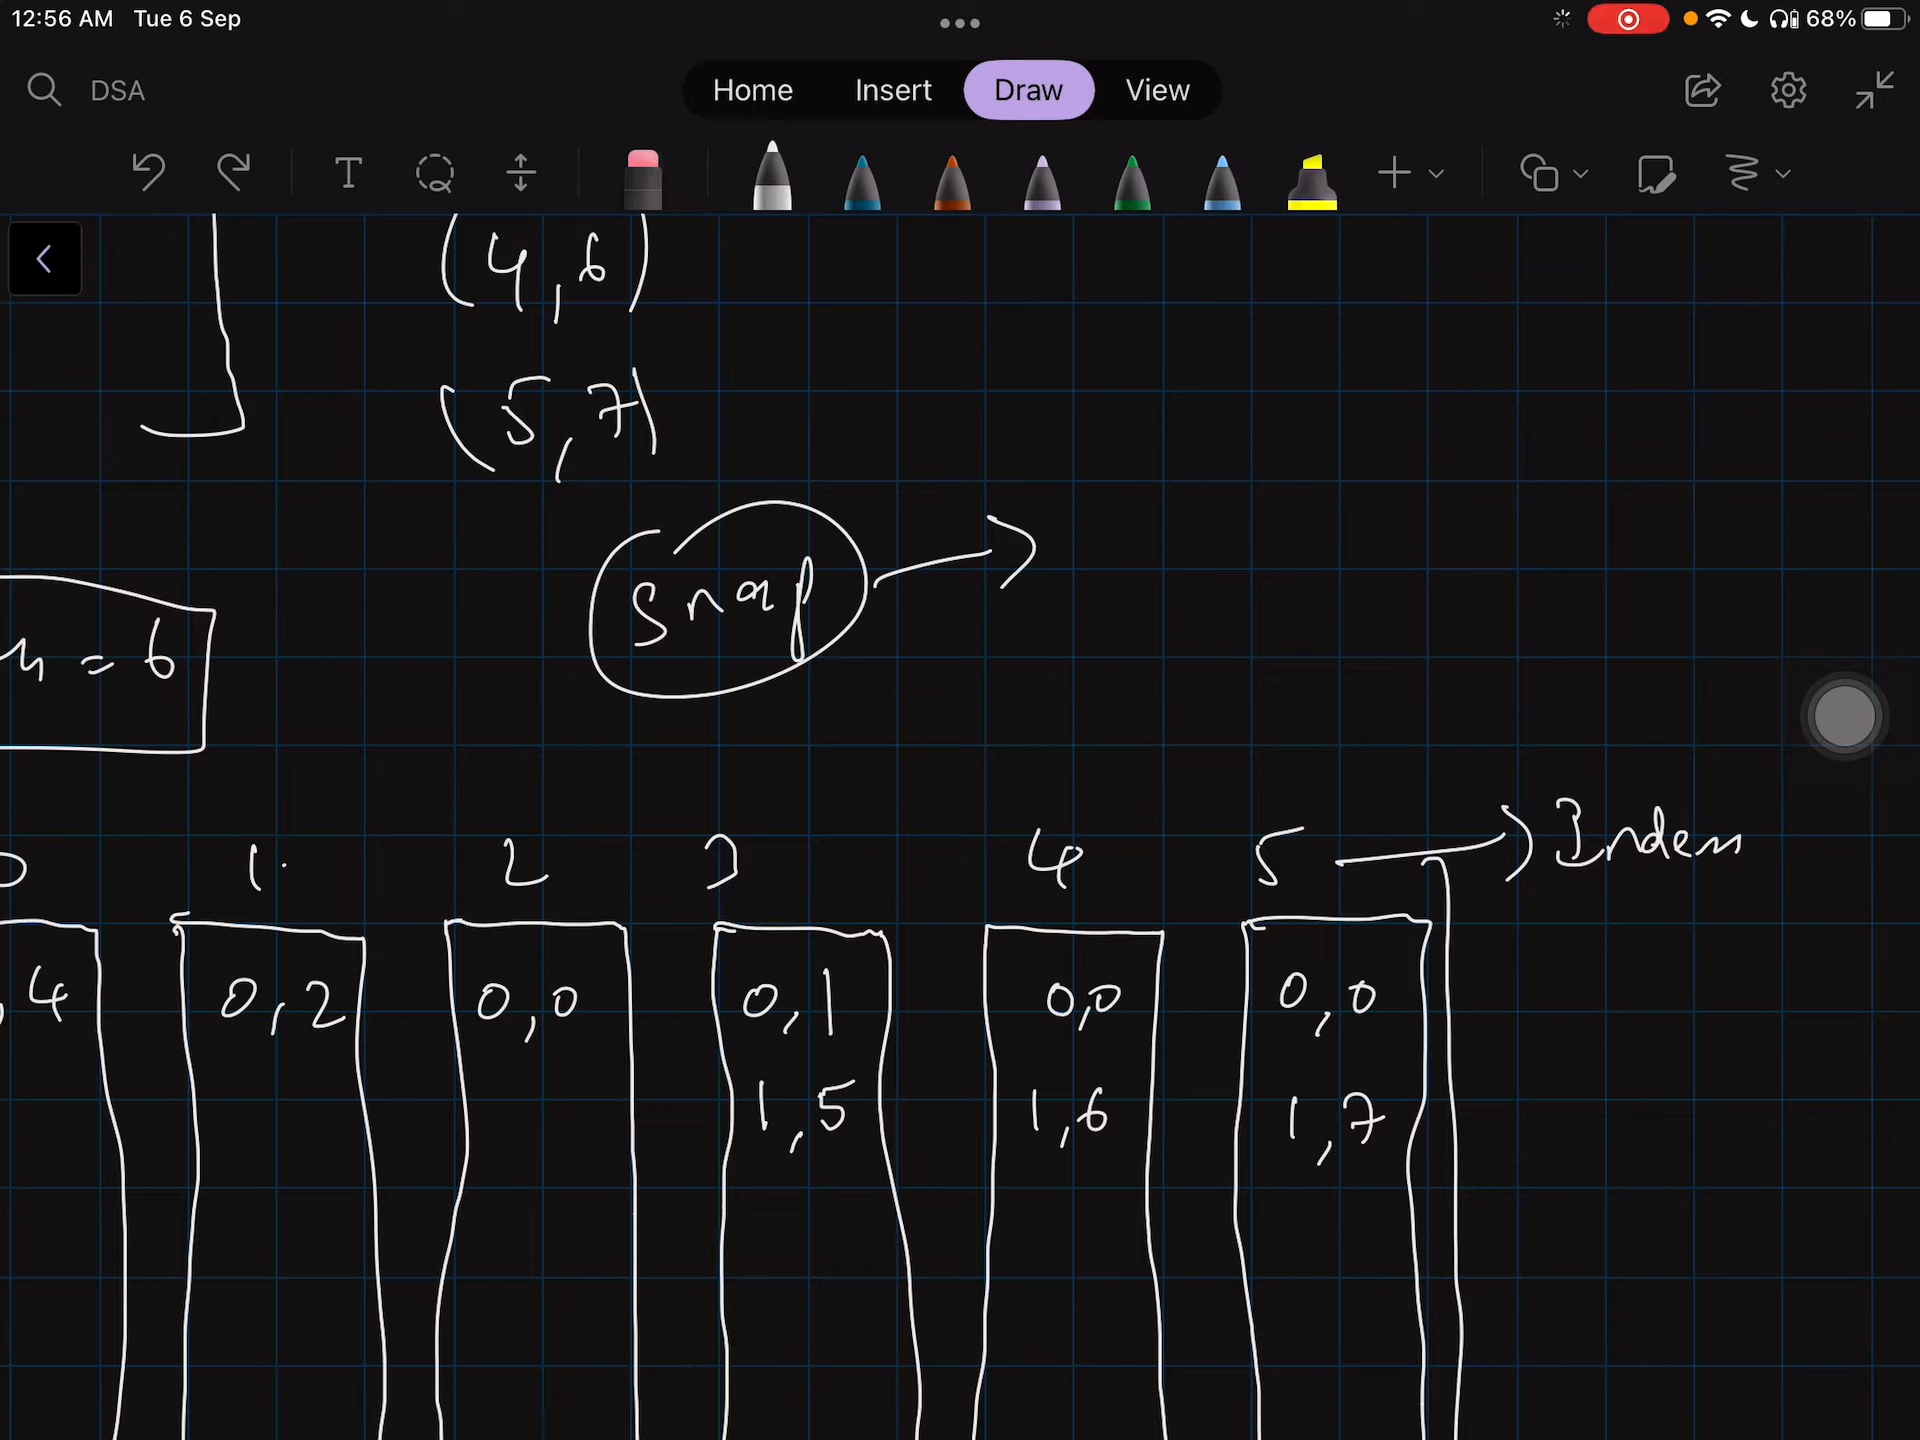 12:56 AM Tue 6 Sep 68%
DSA Home Insert Draw View
T
(4,6)
(5,7)
Snap
n = 6
0 1 2 3 4 5 Index
,4 0,2 0,0 0,1 0,0 0,0
1,5 1,6 1,7